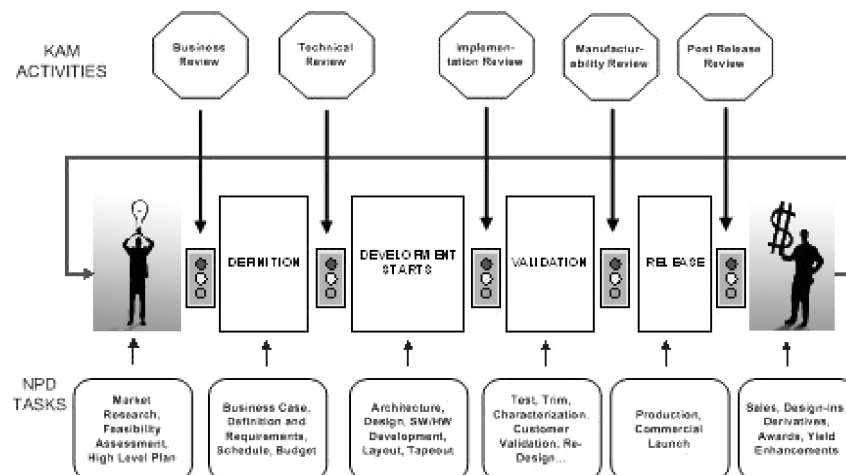 KAM
ACTIVITIES
Business
Review
Technical
Review
Implemen-
tation Review
Manufactur-
ability Review
Post Release
Review
DEFINITION
DEVELOPMENT
STARTS
VALIDATION
RELEASE
NPD
TASKS
Market
Research,
Feasibility
Assessment,
High Level Plan
Business Case,
Definition and
Requirements,
Schedule, Budget
Architecture,
Design, SW/HW
Development,
Layout, Tapeout
Test, Trim,
Characterization,
Customer
Validation, Re-
Design...
Production,
Commercial
Launch
Sales, Design-ins,
Derivatives,
Awards, Yield
Enhancements